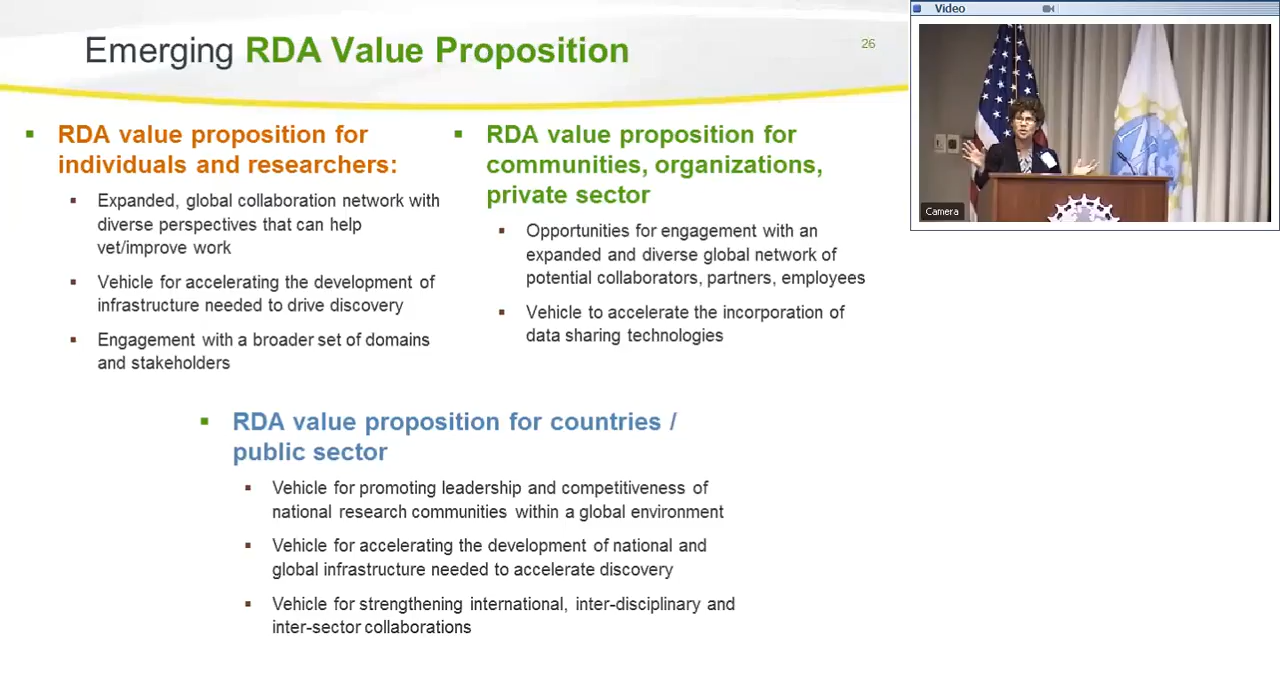 Emerging RDA Value Proposition
26
RDA value proposition for
individuals and researchers:
Expanded, global collaboration network with
diverse perspectives that can help
vet/improve work
Vehicle for accelerating the development of
infrastructure needed to drive discovery
Engagement with a broader set of domains
and stakeholders
RDA value proposition for
communities, organizations,
private sector
Opportunities for engagement with an
expanded and diverse global network of
potential collaborators, partners, employees
Vehicle to accelerate the incorporation of
data sharing technologies
RDA value proposition for countries /
public sector
Vehicle for promoting leadership and competitiveness of
national research communities within a global environment
Vehicle for accelerating the development of national and
global infrastructure needed to accelerate discovery
Vehicle for strengthening international, inter-disciplinary and
inter-sector collaborations
Video
Camera